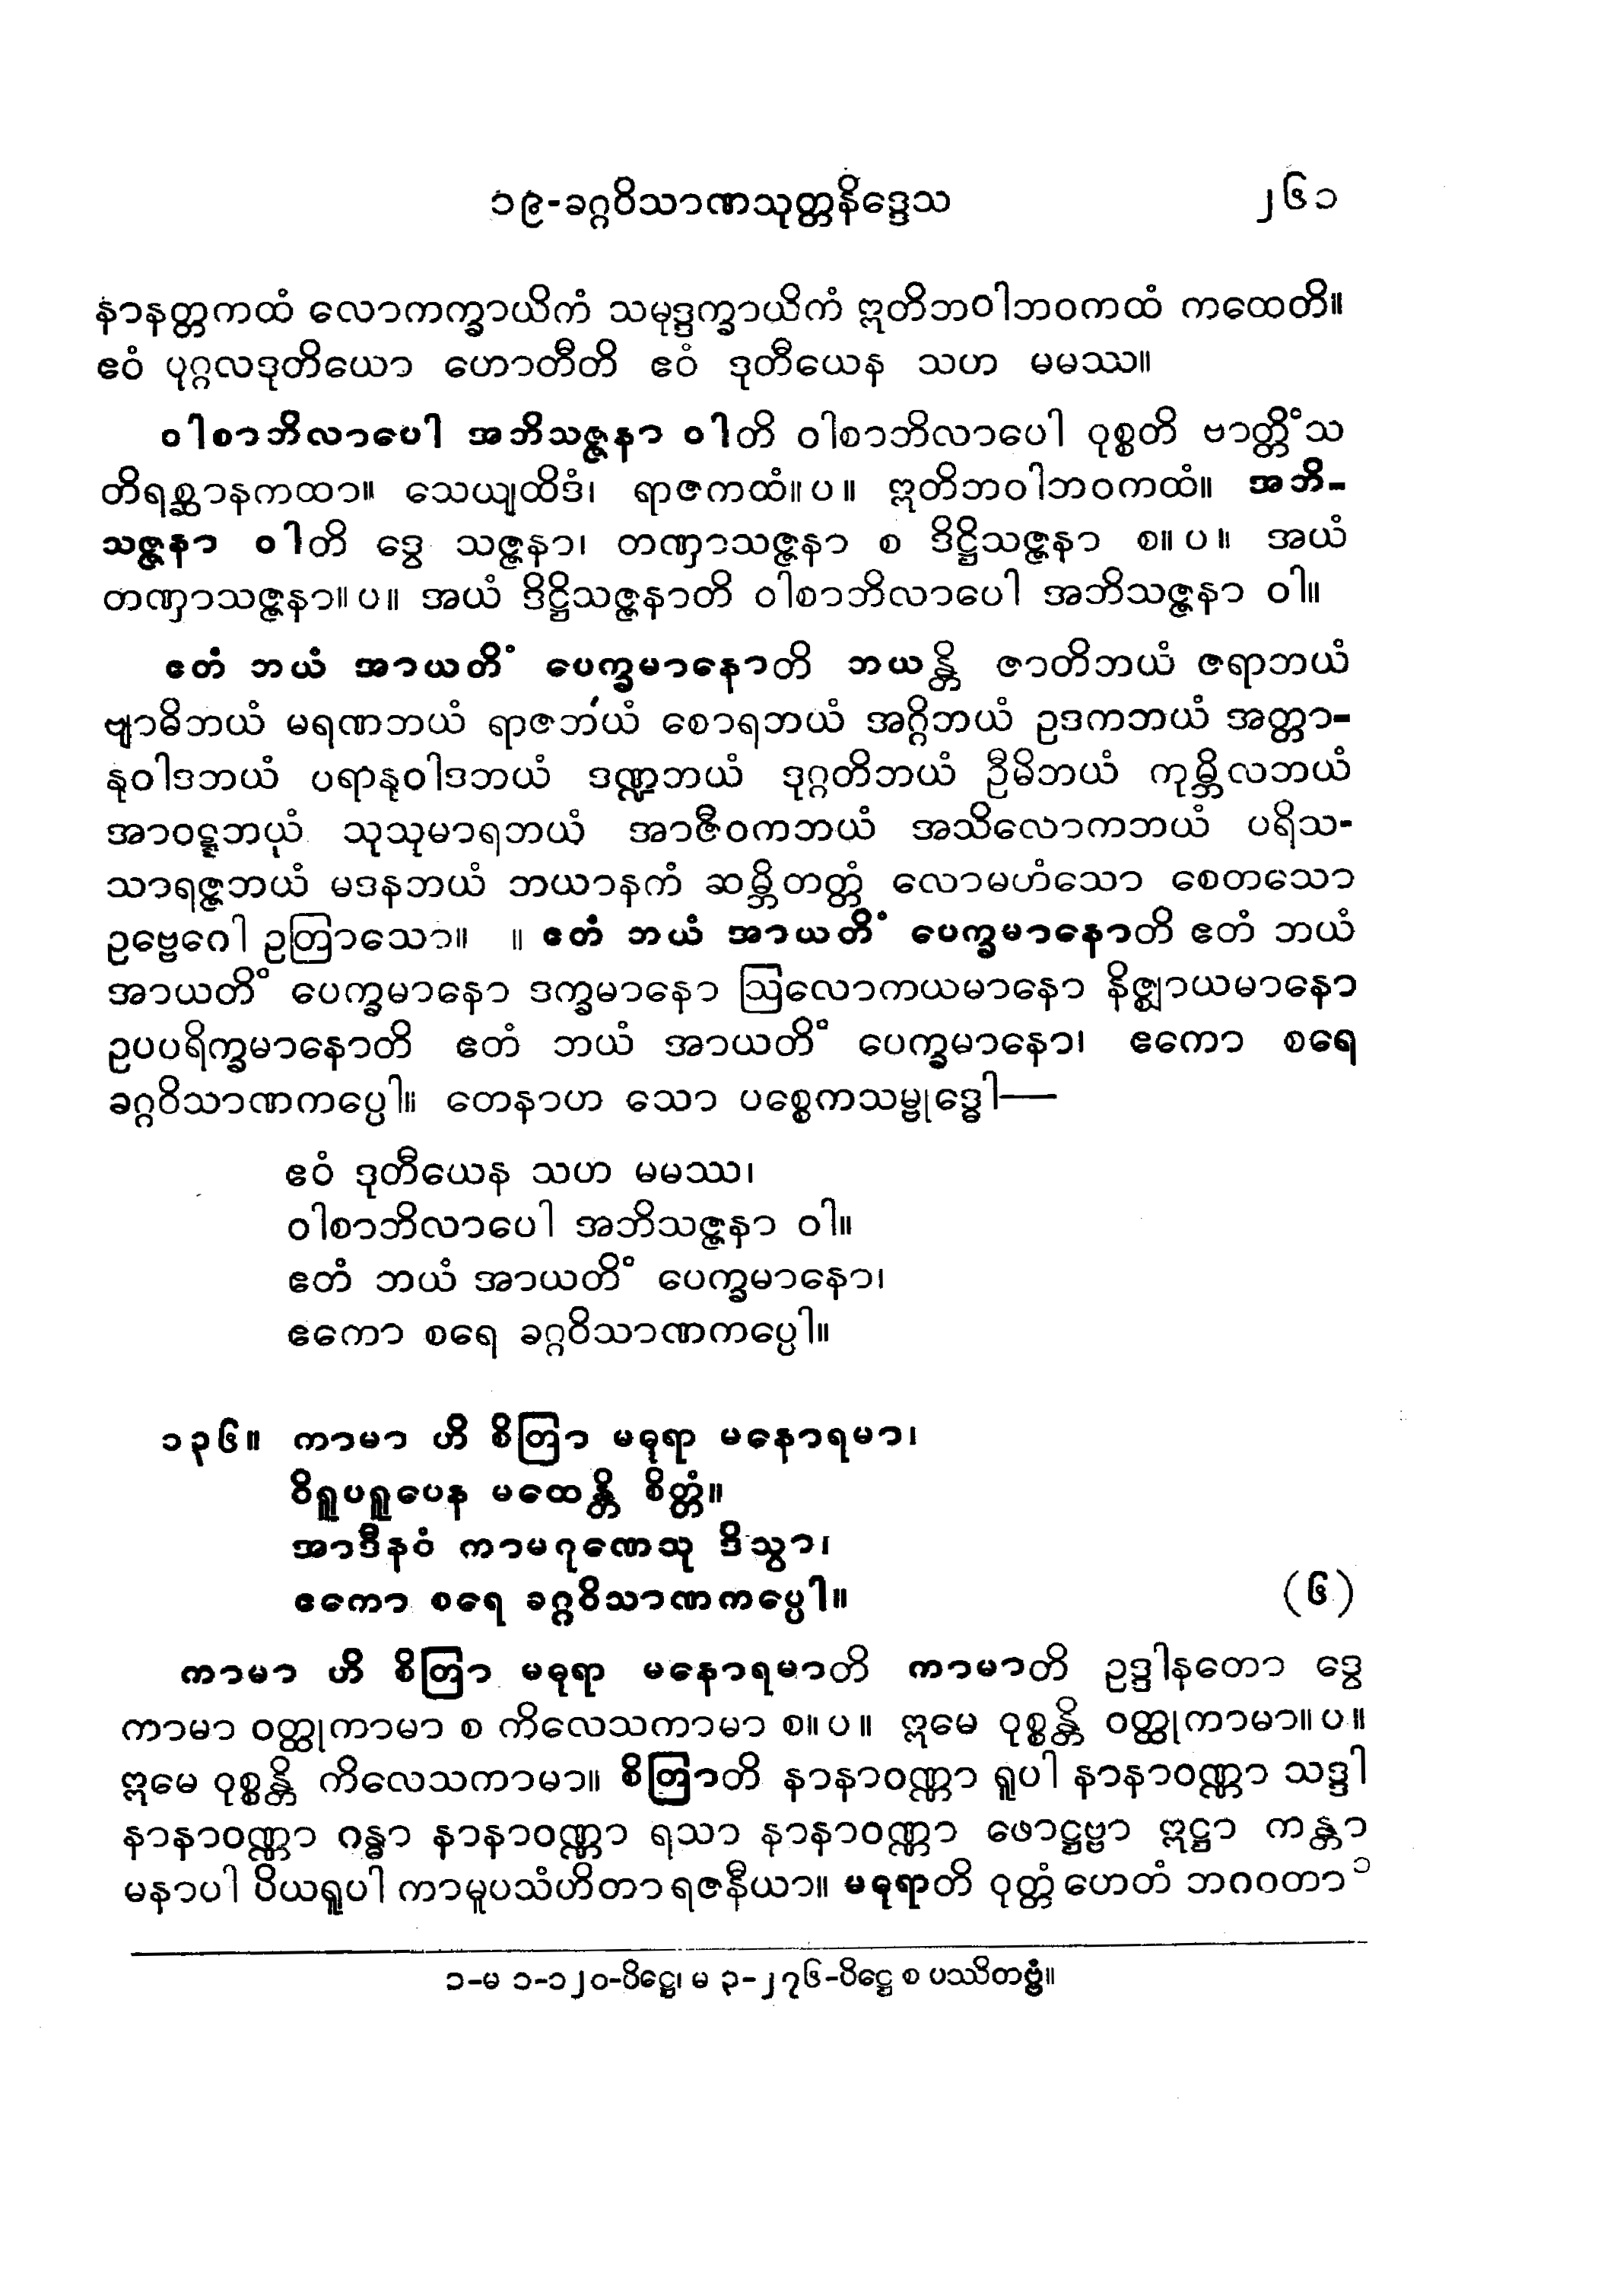 ၁၉-ခဂ္ဂဝိသာဏသုတ္တနိဒ္ဒေသ ၂၆၁
နာနတ္တကထံ လောကက္ခာယိကံ သမုဒ္ဒက္ခာယိကံ ဣတိဘဝါဘဝကထံ ကထေတိ။
ဧဝံ ပုဂ္ဂလဒုတိယော ဟောတီတိ ဧဝံ ဒုတီယေန သဟ မမဿ။
ဝါစာဘိလာပေါ အဘိသဇ္ဇနာ ဝါတိ ဝါစာဘိလာပေါ ဝုစ္စတိ ဗာတ္တိံသ
တိရစ္ဆာနကထာ။ သေယျထိဒံ၊ ရာဇကထံ။ပ။ ဣတိဘဝါဘဝကထံ။ အဘိ-
သဇ္ဇနာ ဝါတိ ဒွေ သဇ္ဇနာ၊ တဏှာသဇ္ဇနာ စ ဒိဋ္ဌိသဇ္ဇနာ စ။ပ။ အယံ
တဏှာသဇ္ဇနာ။ပ။ အယံ ဒိဋ္ဌိသဇ္ဇနာတိ ဝါစာဘိလာပေါ အဘိသဇ္ဇနာ ဝါ။
ဧတံ ဘယံ အာယတိံ ပေက္ခမာနောတိ ဘယန္တိ ဇာတိဘယံ ဇရာဘယံ
ဗျာဓိဘယံ မရဏဘယံ ရာဇဘယံ စောရဘယံ အဂ္ဂိဘယံ ဥဒကဘယံ အတ္တာ-
နုဝါဒဘယံ ပရာနုဝါဒဘယံ ဒဏ္ဍဘယံ ဒုဂ္ဂတိဘယံ ဦမိဘယံ ကုမ္ဘိလဘယံ
အာဝဋ္ဋဘယံ သုသုမာရဘယံ အာဇီဝကဘယံ အသိလောကဘယံ ပရိသ-
သာရဇ္ဇဘယံ မဒနဘယံ ဘယာနကံ ဆမ္ဘိတတ္တံ လောမဟံသော စေတသော
ဥဗ္ဗေဂေါ ဥတြာသော။ ။ ဧတံ ဘယံ အာယတိံ ပေက္ခမာနောတိ ဧတံ ဘယံ
အာယတိံ ပေက္ခမာနော ဒက္ခမာနော ဩလောကယမာနော နိဇ္ဈာယမာနော
ဥပပရိက္ခမာနောတိ ဧတံ ဘယံ အာယတိံ ပေက္ခမာနော၊ ဧကော စရေ
ခဂ္ဂဝိသာဏကပ္ပေါ။ တေနာဟ သော ပစ္စေကသမ္ဗုဒ္ဓေါ—
ဧဝံ ဒုတီယေန သဟ မမဿ၊
ဝါစာဘိလာပေါ အဘိသဇ္ဇနာ ဝါ။
ဧတံ ဘယံ အာယတိံ ပေက္ခမာနော၊
ဧကော စရေ ခဂ္ဂဝိသာဏကပ္ပေါ။
၁၃၆။ ကာမာ ဟိ စိတြာ မဓုရာ မနောရမာ၊
ဝိရူပရူပေန မထေန္တိ စိတ္တံ။
အာဒီနဝံ ကာမဂုဏေသု ဒိသွာ၊
ဧကော စရေ ခဂ္ဂဝိသာဏကပ္ပေါ။ (၆)
ကာမာ ဟိ စိတြာ မဓုရာ မနောရမာတိ ကာမာတိ ဥဒ္ဒါနတော ဒွေ
ကာမာ ဝတ္ထုကာမာ စ ကိလေသကာမာ စ။ပ။ ဣမေ ဝုစ္စန္တိ ဝတ္ထုကာမာ။ပ။
ဣမေ ဝုစ္စန္တိ ကိလေသကာမာ။ စိတြာတိ နာနာဝဏ္ဏာ ရူပါ နာနာဝဏ္ဏာ သဒ္ဒါ
နာနာဝဏ္ဏာ ဂန္ဓာ နာနာဝဏ္ဏာ ရသာ နာနာဝဏ္ဏာ ဖောဋ္ဌဗ္ဗာ ဣဋ္ဌာ ကန္တာ
မနာပါ ပိယရူပါ ကာမူပသံဟိတာ ရဇနီယာ။ မဓုရာတိ ဝုတ္တံ ဟေတံ ဘဂဝတာ ၁
၁-မ ၁-၁၂၀-ပိဋ္ဌေ၊ မ ၃-၂၇၆-ပိဋ္ဌေ စ ပဿိတဗ္ဗံ။